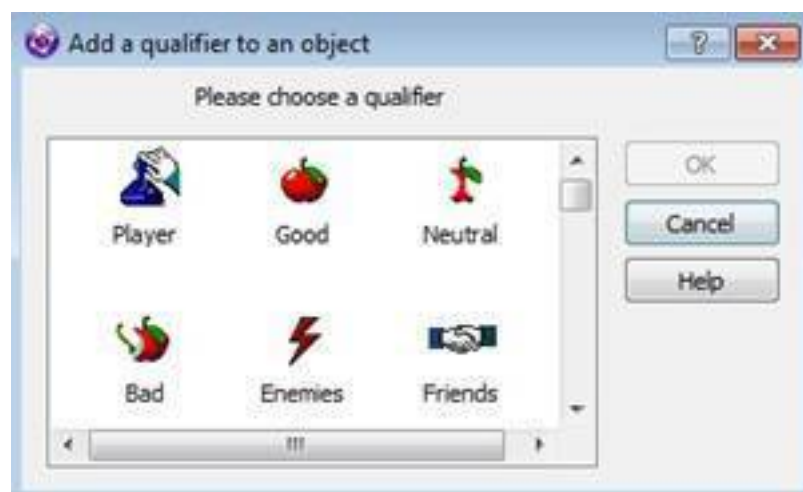 Add a qualifier to an object
Please choose a qualifier
Player Good Neutral
Bad Enemies Friends
OK
Cancel
Help